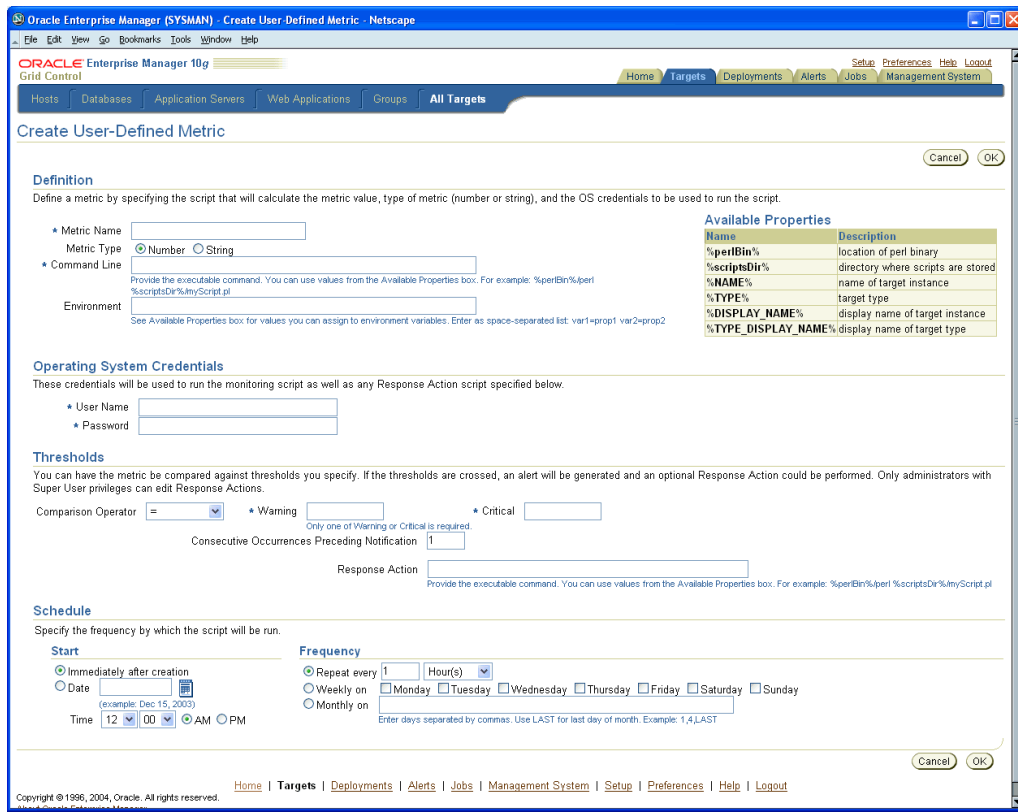 Oracle Enterprise Manager (SYSMAN) - Create User-Defined Metric - Netscape
File Edit View Go Bookmarks Tools Window Help
ORACLE Enterprise Manager 10g
Grid Control
Setup Preferences Help Logout
Home Targets Deployments Alerts Jobs Management System
Hosts Databases Application Servers Web Applications Groups All Targets
Create User-Defined Metric
Cancel OK
Definition
Define a metric by specifying the script that will calculate the metric value, type of metric (number or string), and the OS credentials to be used to run the script.
* Metric Name
Metric Type Number String
* Command Line
Provide the executable command. You can use values from the Available Properties box. For example: %perlBin%/perl
%scriptsDir%/myScript.pl
Environment
See Available Properties box for values you can assign to environment variables. Enter as space-separated list: var1=prop1 var2=prop2
Available Properties
Name Description
%perlBin% location of perl binary
%scriptsDir% directory where scripts are stored
%NAME% name of target instance
%TYPE% target type
%DISPLAY_NAME% display name of target instance
%TYPE_DISPLAY_NAME% display name of target type
Operating System Credentials
These credentials will be used to run the monitoring script as well as any Response Action script specified below.
* User Name
* Password
Thresholds
You can have the metric be compared against thresholds you specify. If the thresholds are crossed, an alert will be generated and an optional Response Action could be performed. Only administrators with
Super User privileges can edit Response Actions.
Comparison Operator = * Warning * Critical
Only one of Warning or Critical is required.
Consecutive Occurrences Preceding Notification 1
Response Action
Provide the executable command. You can use values from the Available Properties box. For example: %perlBin%/perl %scriptsDir%/myScript.pl
Schedule
Specify the frequency by which the script will be run.
Start
Immediately after creation
Date
(example: Dec 15, 2003)
Time 12 00 AM PM
Frequency
Repeat every 1 Hour(s)
Weekly on Monday Tuesday Wednesday Thursday Friday Saturday Sunday
Monthly on
Enter days separated by commas. Use LAST for last day of month. Example: 1,4,LAST
Cancel OK
Home | Targets | Deployments | Alerts | Jobs | Management System | Setup | Preferences | Help | Logout
Copyright © 1996, 2004, Oracle. All rights reserved.
About Oracle Enterprise Manager